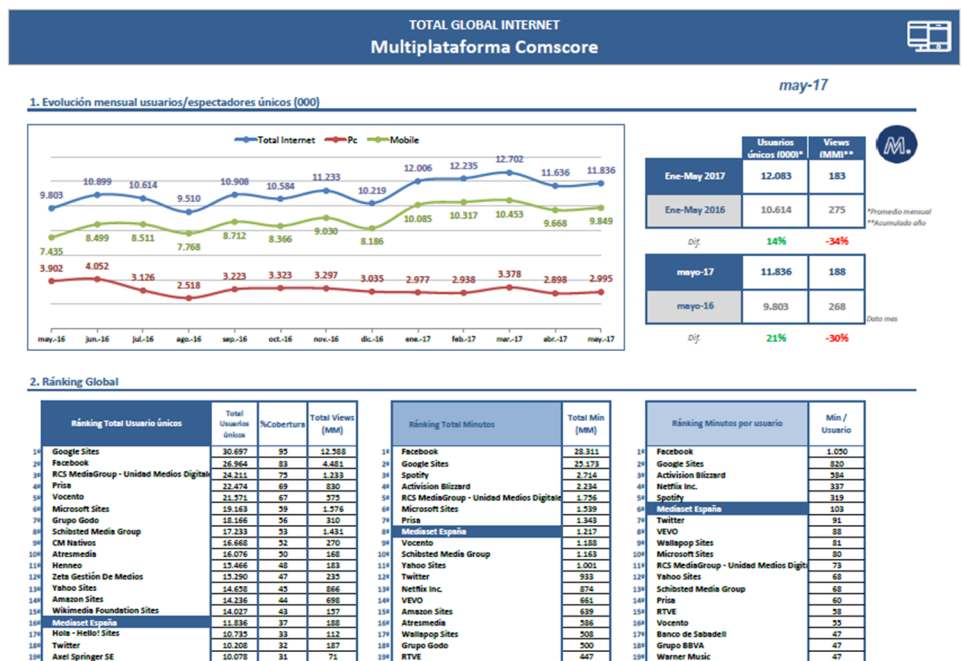 TOTAL GLOBAL INTERNET
Multiplataforma Comscore
may-17
1. Evolución mensual usuarios/espectadores únicos (000)
Total Internet Pc Mobile
9.803 10.899 10.614 9.510 10.908 10.584 11.233 10.219 12.006 12.235 12.702 11.636 11.836
7.435 8.499 8.511 7.768 8.712 8.366 9.030 8.186 10.085 10.317 10.453 9.668 9.849
3.902 4.052 3.126 2.518 3.223 3.323 3.297 3.035 2.977 2.938 3.378 2.898 2.995
may.-16 jun.-16 jul.-16 ago.-16 sep.-16 oct.-16 nov.-16 dic.-16 ene.-17 feb.-17 mar.-17 abr.-17 may.-17
Usuarios únicos (000)* Views (MM)**
M.
Ene-May 2017 12.083 183
Ene-May 2016 10.614 275
*Promedio mensual
**Acumulado año
Dif. 14% -34%
mayo-17 11.836 188
mayo-16 9.803 268
Dato mes
Dif. 21% -30%
2. Ránking Global
Ránking Total Usuario únicos Total Usuarios únicos %Cobertura Total Views (MM)
1º Google Sites 30.697 95 12.588
2º Facebook 26.964 83 4.481
3º RCS MediaGroup - Unidad Medios Digitale 24.211 75 1.233
4º Prisa 22.474 69 830
5º Vocento 21.571 67 575
6º Microsoft Sites 19.163 59 1.576
7º Grupo Godo 18.166 56 310
8º Schibsted Media Group 17.233 53 1.431
9º CM Nativos 16.668 52 270
10º Atresmedia 16.076 50 168
11º Henneo 15.466 48 183
12º Zeta Gestión De Medios 15.290 47 235
13º Yahoo Sites 14.658 45 866
14º Amazon Sites 14.236 44 698
15º Wikimedia Foundation Sites 14.027 43 157
16º Mediaset España 11.836 37 188
17º Hola - Hello! Sites 10.735 33 112
18º Twitter 10.208 32 187
19º Axel Springer SE 10.078 31 71
Ránking Total Minutos Total Min (MM)
1º Facebook 28.311
2º Google Sites 25.173
3º Spotify 2.714
4º Activision Blizzard 2.234
5º RCS MediaGroup - Unidad Medios Digitale 1.756
6º Microsoft Sites 1.539
7º Prisa 1.343
8º Mediaset España 1.217
9º Vocento 1.188
10º Schibsted Media Group 1.163
11º Yahoo Sites 1.001
12º Twitter 933
13º Netflix Inc. 874
14º VEVO 661
15º Amazon Sites 639
16º Atresmedia 586
17º Wallapop Sites 508
18º Grupo Godo 500
19º RTVE 447
Ránking Minutos por usuario Min / Usuario
1º Facebook 1.050
2º Google Sites 820
3º Activision Blizzard 584
4º Netflix Inc. 337
5º Spotify 319
6º Mediaset España 103
7º Twitter 91
8º VEVO 88
9º Wallapop Sites 81
10º Microsoft Sites 80
11º RCS MediaGroup - Unidad Medios Digit 73
12º Yahoo Sites 68
13º Schibsted Media Group 68
14º Prisa 60
15º RTVE 58
16º Vocento 55
17º Banco de Sabadell 47
18º Grupo BBVA 47
19º Warner Music 47